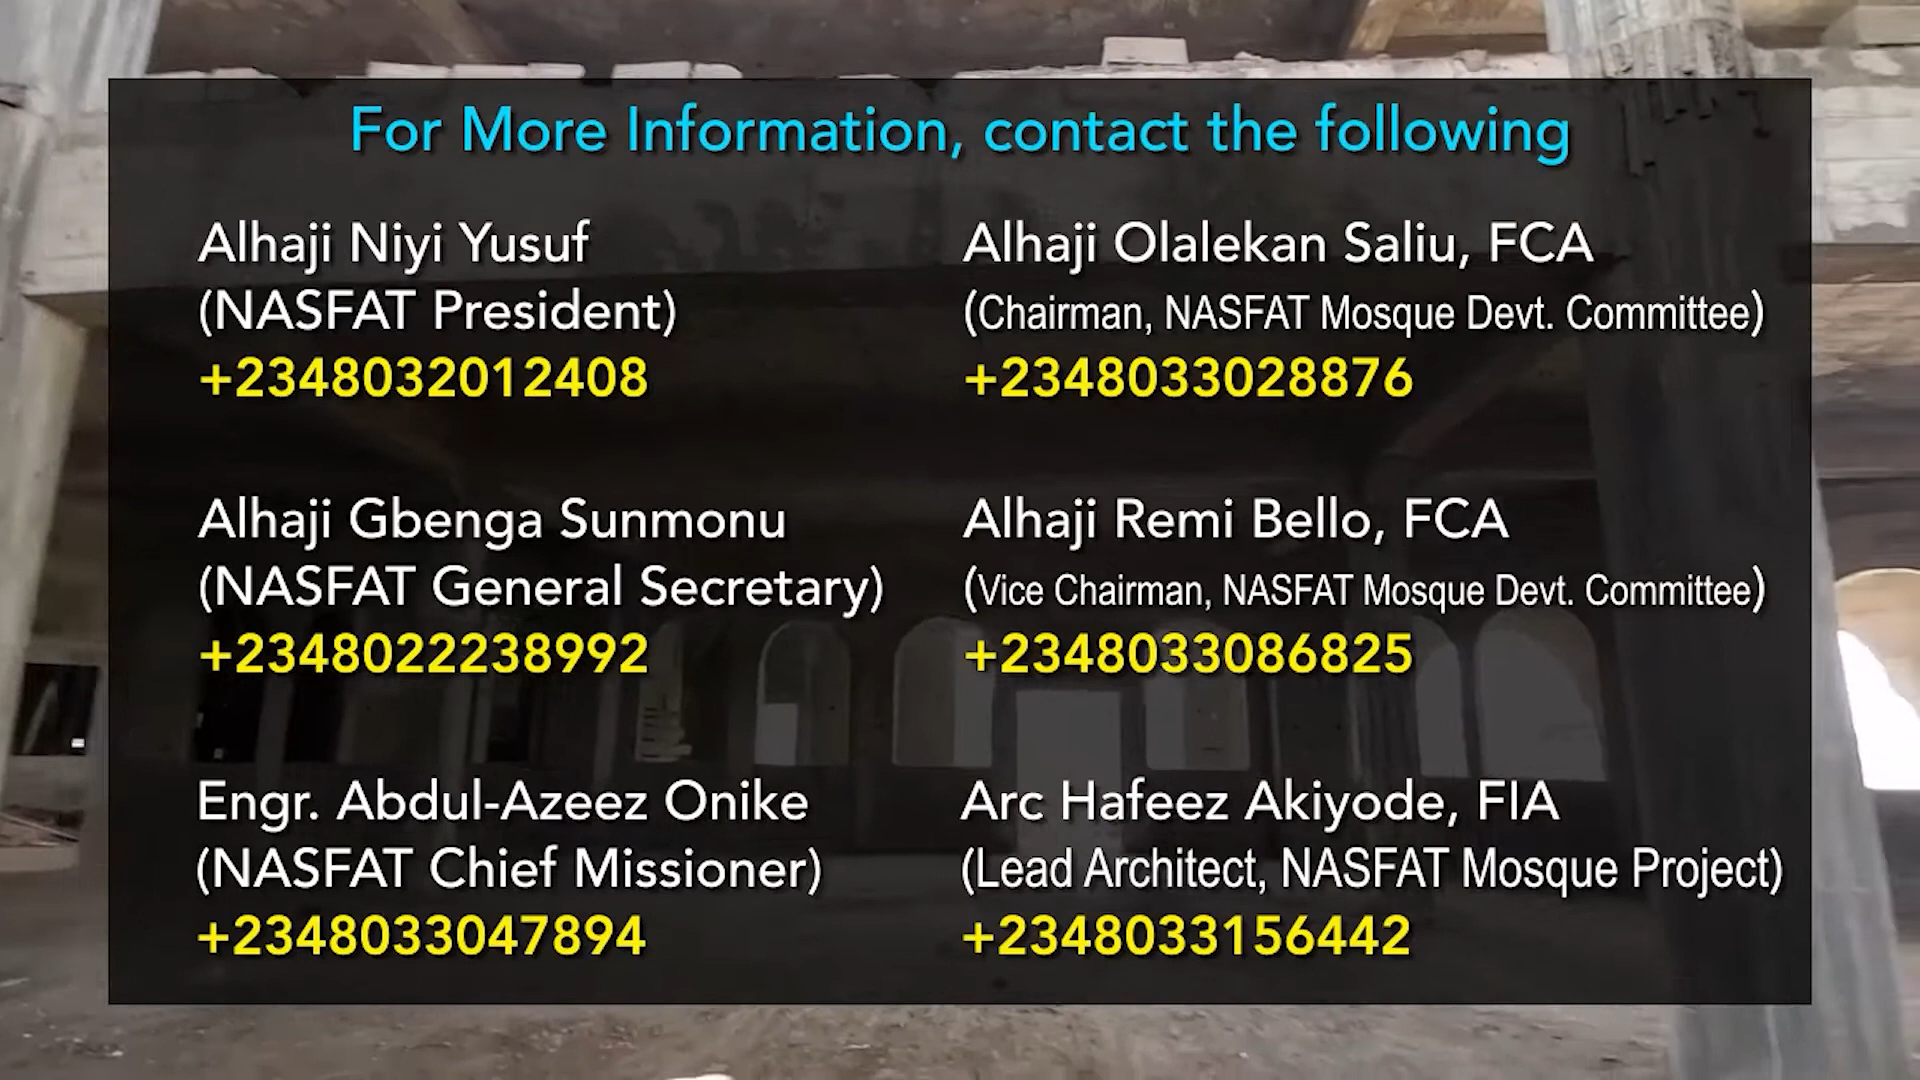 For More Information, contact the following
Alhaji Niyi Yusuf
(NASFAT President)
+2348032012408
Alhaji Olalekan Saliu, FCA
(Chairman, NASFAT Mosque Devt. Committee)
+2348033028876
Alhaji Gbenga Sunmonu
(NASFAT General Secretary)
+2348022238992
Alhaji Remi Bello, FCA
(Vice Chairman, NASFAT Mosque Devt. Committee)
+2348033086825
Engr. Abdul-Azeez Onike
(NASFAT Chief Missioner)
+2348033047894
Arc Hafeez Akiyode, FIA
(Lead Architect, NASFAT Mosque Project)
+2348033156442